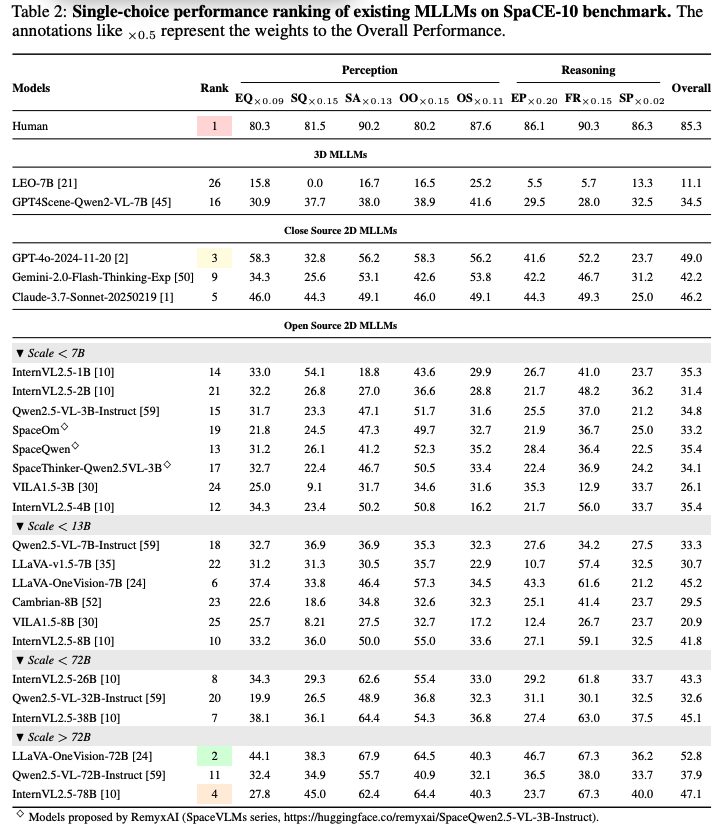 Table 2: Single-choice performance ranking of existing MLLMs on SpaCE-10 benchmark. The
annotations like ×0.5 represent the weights to the Overall Performance.
Models Rank Perception Reasoning Overall
EQ×0.09 SQ×0.15 SA×0.13 OO×0.15 OS×0.11 EP×0.20 FR×0.15 SP×0.02
Human 1 80.3 81.5 90.2 80.2 87.6 86.1 90.3 86.3 85.3
3D MLLMs
LEO-7B [21] 26 15.8 0.0 16.7 16.5 25.2 5.5 5.7 13.3 11.1
GPT4Scene-Qwen2-VL-7B [45] 16 30.9 37.7 38.0 38.9 41.6 29.5 28.0 32.5 34.5
Close Source 2D MLLMs
GPT-4o-2024-11-20 [2] 3 58.3 32.8 56.2 58.3 56.2 41.6 52.2 23.7 49.0
Gemini-2.0-Flash-Thinking-Exp [50] 9 34.3 25.6 53.1 42.6 53.8 42.2 46.7 31.2 42.2
Claude-3.7-Sonnet-20250219 [1] 5 46.0 44.3 49.1 46.0 49.1 44.3 49.3 25.0 46.2
Open Source 2D MLLMs
▼ Scale < 7B
InternVL2.5-1B [10] 14 33.0 54.1 18.8 43.6 29.9 26.7 41.0 23.7 35.3
InternVL2.5-2B [10] 21 32.2 26.8 27.0 36.6 28.8 21.7 48.2 36.2 31.4
Qwen2.5-VL-3B-Instruct [59] 15 31.7 23.3 47.1 51.7 31.6 25.5 37.0 21.2 34.8
SpaceOm◇ 19 21.8 24.5 47.3 49.7 32.7 21.9 36.7 25.0 33.2
SpaceQwen◇ 13 31.2 26.1 41.2 52.3 35.2 28.4 36.4 22.5 35.4
SpaceThinker-Qwen2.5VL-3B◇ 17 32.7 22.4 46.7 50.5 33.4 22.4 36.9 24.2 34.1
VILA1.5-3B [30] 24 25.0 9.1 31.7 34.6 31.6 35.3 12.9 33.7 26.1
InternVL2.5-4B [10] 12 34.3 23.4 50.2 50.8 16.2 21.7 56.0 33.7 35.4
▼ Scale < 13B
Qwen2.5-VL-7B-Instruct [59] 18 32.7 36.9 36.9 35.3 32.3 27.6 34.2 27.5 33.3
LLaVA-v1.5-7B [35] 22 31.2 31.3 30.5 35.7 22.9 10.7 57.4 32.5 30.7
LLaVA-OneVision-7B [24] 6 37.4 33.8 46.4 57.3 34.5 43.3 61.6 21.2 45.2
Cambrian-8B [52] 23 22.6 18.6 34.8 32.6 32.3 25.1 41.4 23.7 29.5
VILA1.5-8B [30] 25 25.7 8.21 27.5 32.7 17.2 12.4 26.7 23.7 20.9
InternVL2.5-8B [10] 10 33.2 36.0 50.0 55.0 33.6 27.1 59.1 32.5 41.8
▼ Scale < 72B
InternVL2.5-26B [10] 8 34.3 29.3 62.6 55.4 33.0 29.2 61.8 33.7 43.3
Qwen2.5-VL-32B-Instruct [59] 20 19.9 26.5 48.9 36.8 32.3 31.1 30.1 32.5 32.6
InternVL2.5-38B [10] 7 38.1 36.1 64.4 54.3 36.8 27.4 63.0 37.5 45.1
▼ Scale > 72B
LLaVA-OneVision-72B [24] 2 44.1 38.3 67.9 64.5 40.3 46.7 67.3 36.2 52.8
Qwen2.5-VL-72B-Instruct [59] 11 32.4 34.9 55.7 40.9 32.1 36.5 38.0 33.7 37.9
InternVL2.5-78B [10] 4 27.8 45.0 62.4 64.4 40.3 23.7 67.3 40.0 47.1
◇ Models proposed by RemyxAI (SpaceVLMs series, https://huggingface.co/remyxai/SpaceQwen2.5-VL-3B-Instruct).